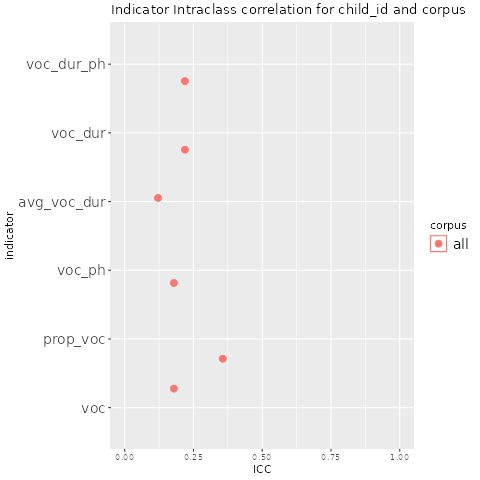 Indicator Intraclass correlation for child_id and corpus
voc_dur_ph
voc_dur
avg_voc_dur
voc_ph
prop_voc
voc
indicator
0.00 0.25 0.50 0.75 1.00
ICC
corpus
all